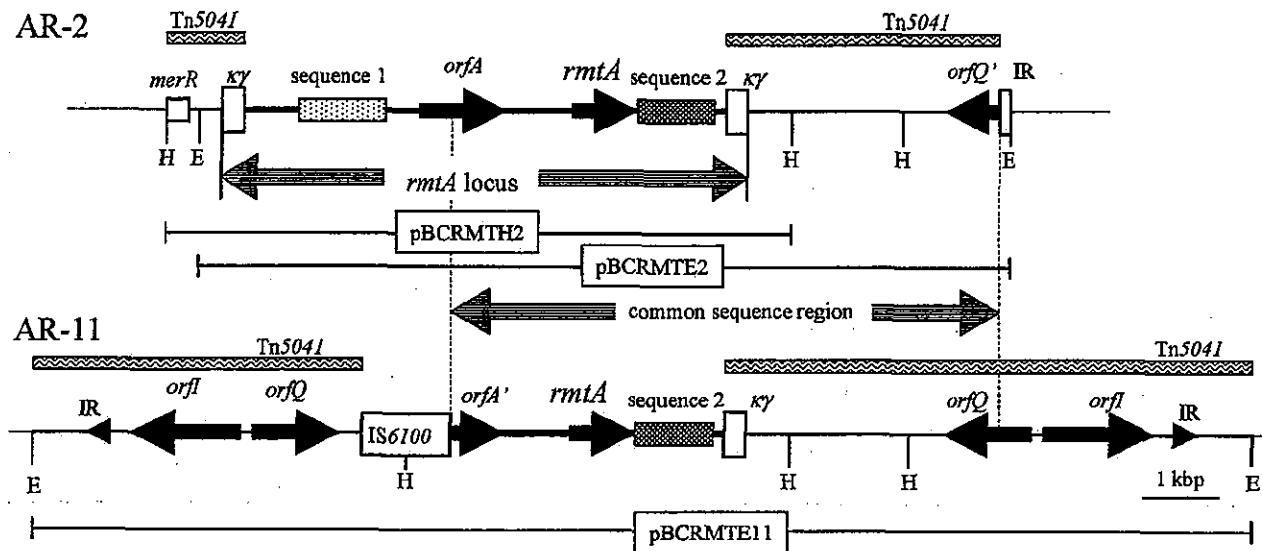 AR-2
Tn5041
Tn5041
merR κγ sequence 1 orfA rmtA sequence 2 κγ orfQ' IR
H E H H E
rmtA locus
pBCRMTH2
pBCRMTE2
common sequence region
AR-11
Tn5041
Tn5041
IR orfI orfQ IS6100 orfA' rmtA sequence 2 κγ orfQ orfI IR
E H H H E
1 kbp
pBCRMTE11